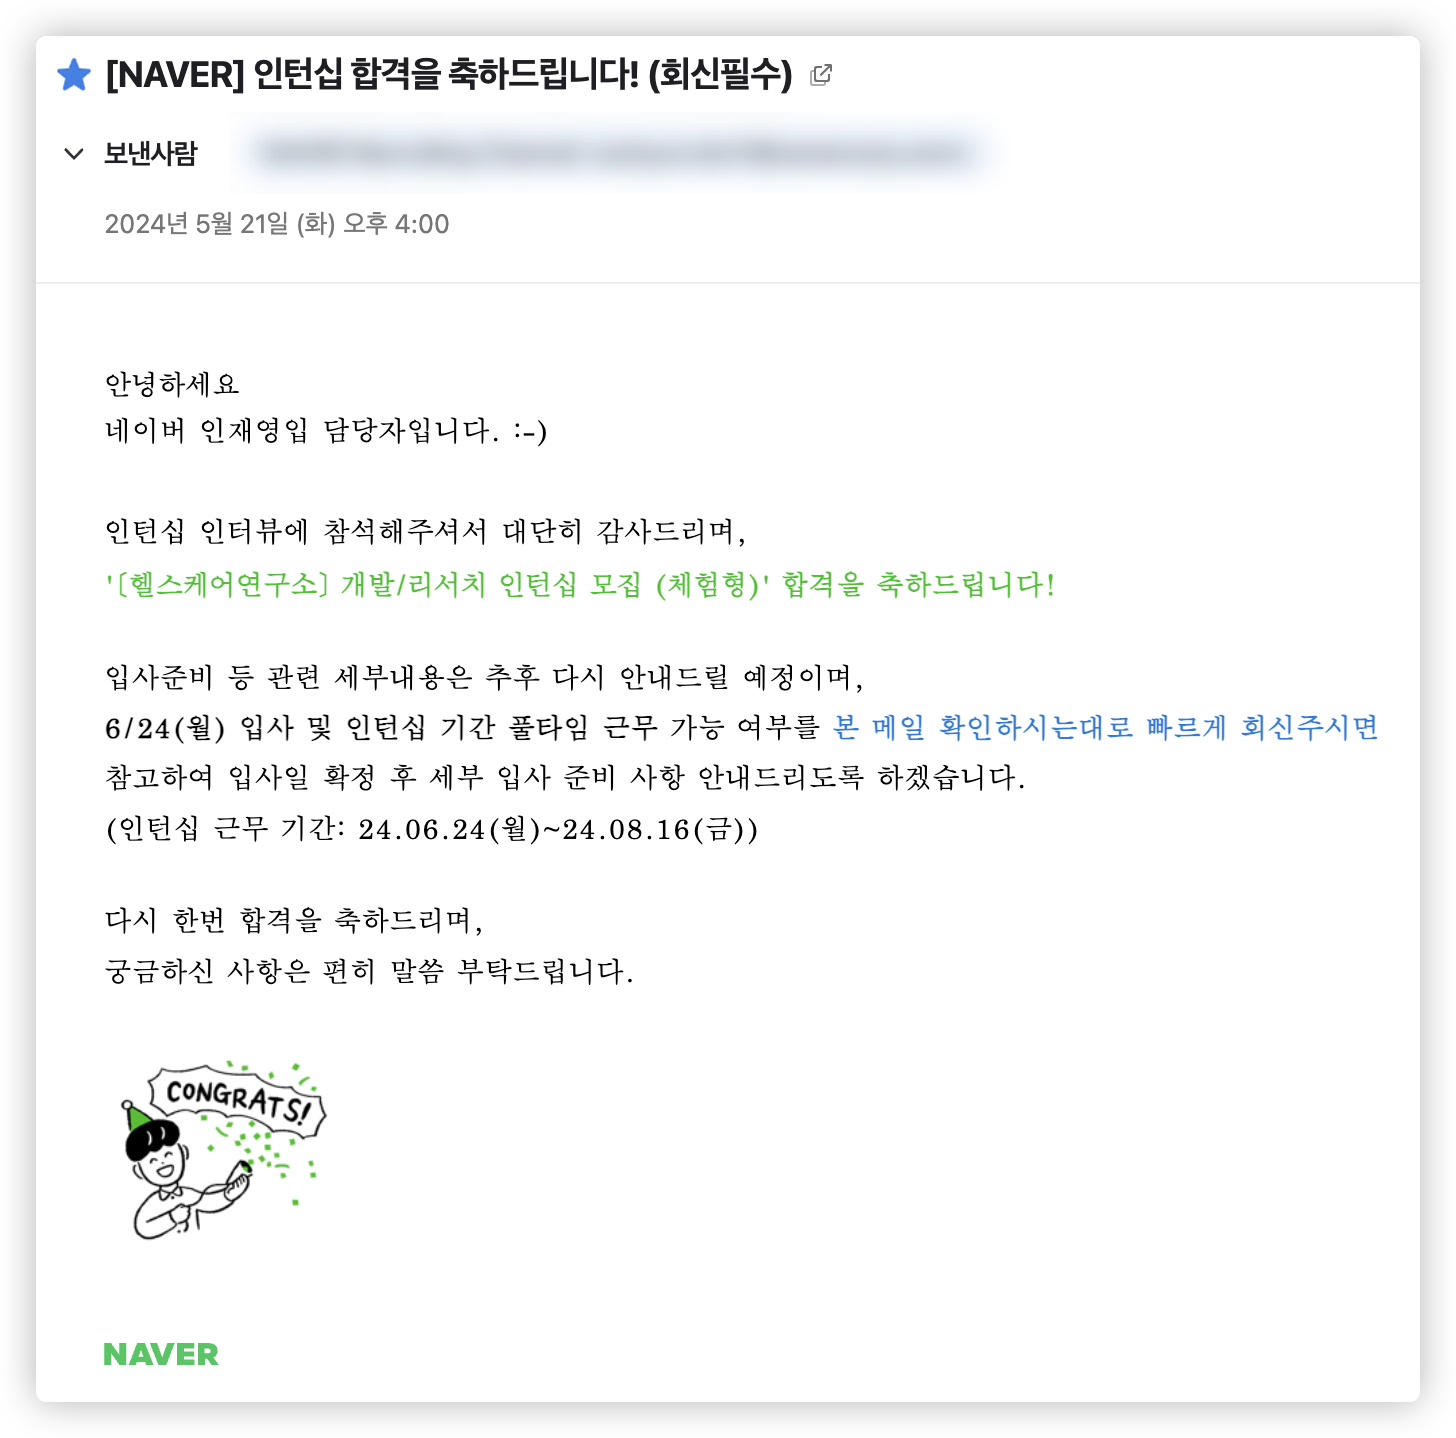 [NAVER] 인턴십 합격을 축하드립니다! (회신필수)
보낸사람
2024년 5월 21일 (화) 오후 4:00
안녕하세요
네이버 인재영입 담당자입니다. :-)
인턴십 인터뷰에 참석해주셔서 대단히 감사드리며,
'[헬스케어연구소] 개발/리서치 인턴십 모집 (체험형)' 합격을 축하드립니다!
입사준비 등 관련 세부내용은 추후 다시 안내드릴 예정이며,
6/24(월) 입사 및 인턴십 기간 풀타임 근무 가능 여부를 본 메일 확인하시는대로 빠르게 회신주시면
참고하여 입사일 확정 후 세부 입사 준비 사항 안내드리도록 하겠습니다.
(인턴십 근무 기간: 24.06.24(월)~24.08.16(금))
다시 한번 합격을 축하드리며,
궁금하신 사항은 편히 말씀 부탁드립니다.
CONGRATS!
NAVER